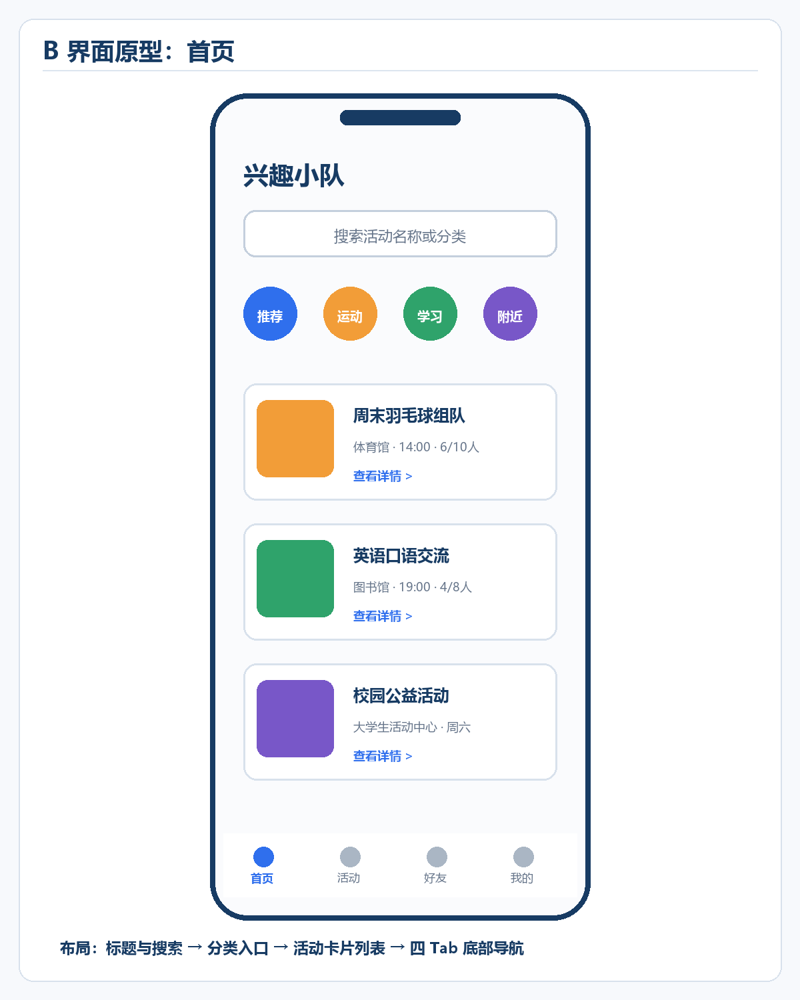 B 界面原型：首页
兴趣小队
搜索活动名称或分类
推荐 运动 学习 附近
周末羽毛球组队
体育馆 · 14:00 · 6/10人
查看详情 >
英语口语交流
图书馆 · 19:00 · 4/8人
查看详情 >
校园公益活动
大学生活动中心 · 周六
查看详情 >
首页 活动 好友 我的
布局：标题与搜索 → 分类入口 → 活动卡片列表 → 四 Tab 底部导航